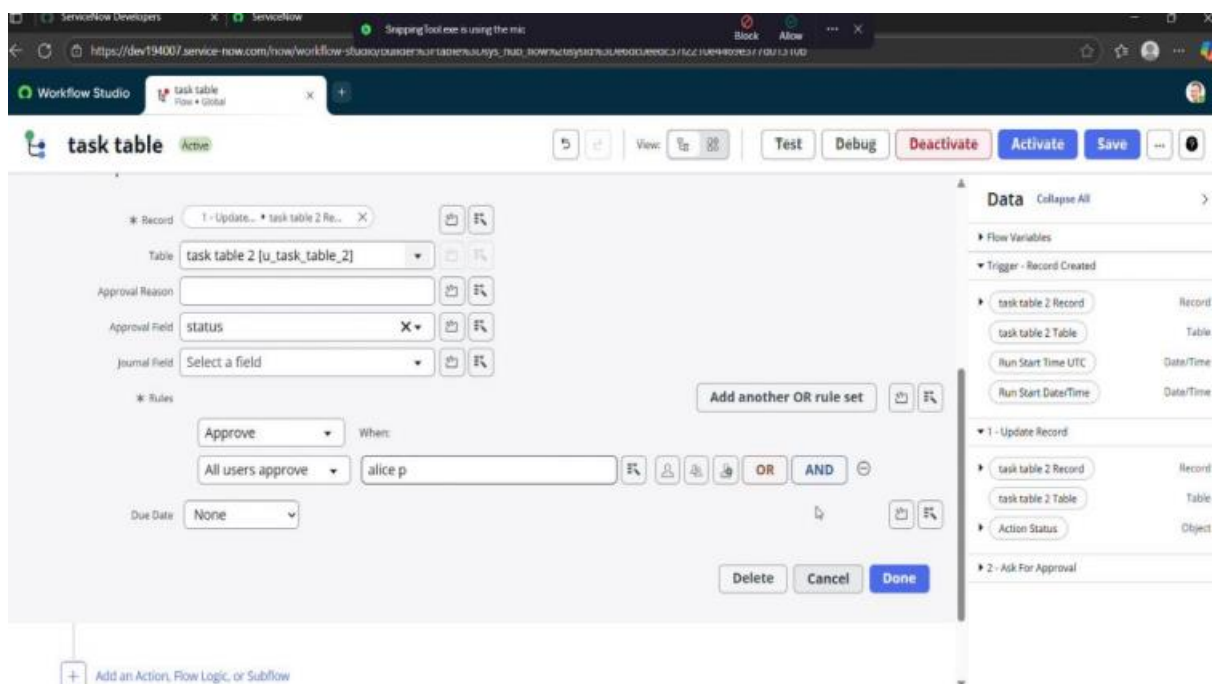 ServiceNow Developers
ServiceNow
SnippingTool.exe is using the mic
Block
Allow
Workflow Studio
task table
Flow • Global
task table
Active
View:
Test
Debug
Deactivate
Activate
Save
Record
1 - Update... • task table 2 Re...
Table
task table 2 [u_task_table_2]
Approval Reason
Approval Field
status
Journal Field
Select a field
Rules
Add another OR rule set
Approve
When:
All users approve
alice p
OR
AND
Due Date
None
Delete
Cancel
Done
Add an Action, Flow Logic, or Subflow
Data Collapse All
Flow Variables
Trigger - Record Created
task table 2 Record
Record
task table 2 Table
Table
Run Start Time UTC
Date/Time
Run Start Date/Time
Date/Time
1 - Update Record
task table 2 Record
Record
task table 2 Table
Table
Action Status
Object
2 - Ask For Approval